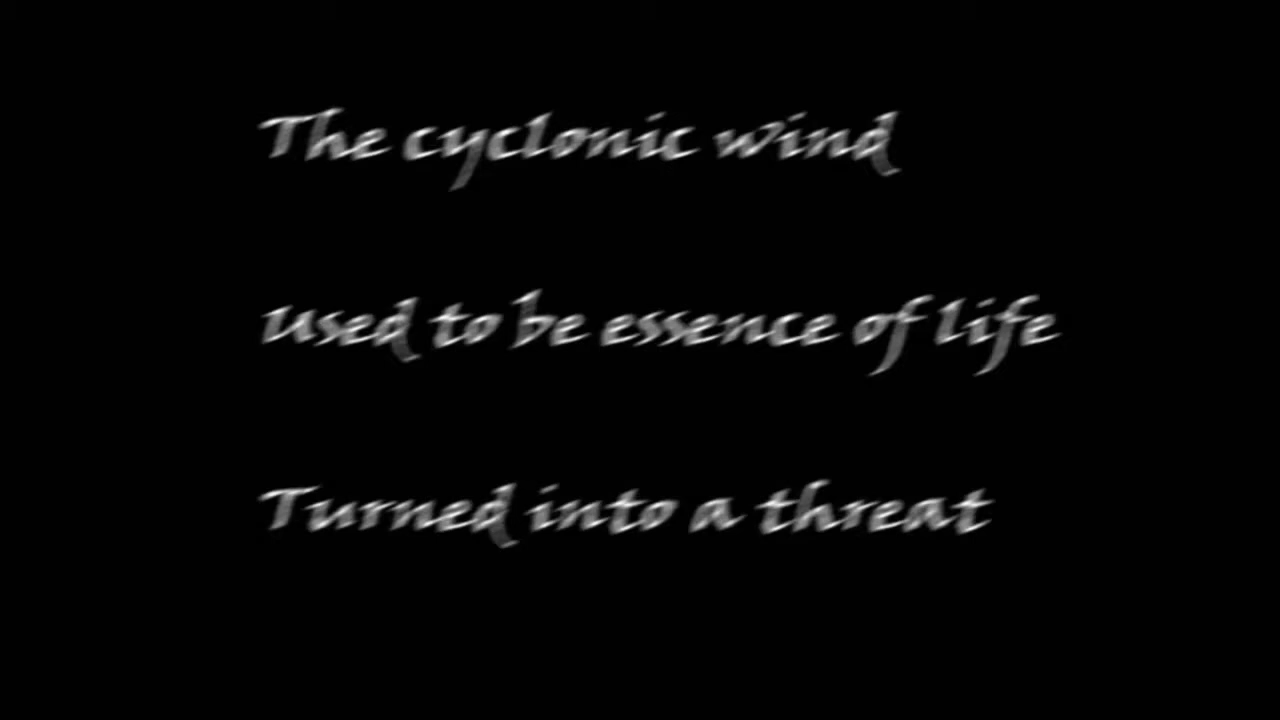 The cyclonic wind
used to be essence of life
Turned into a threat